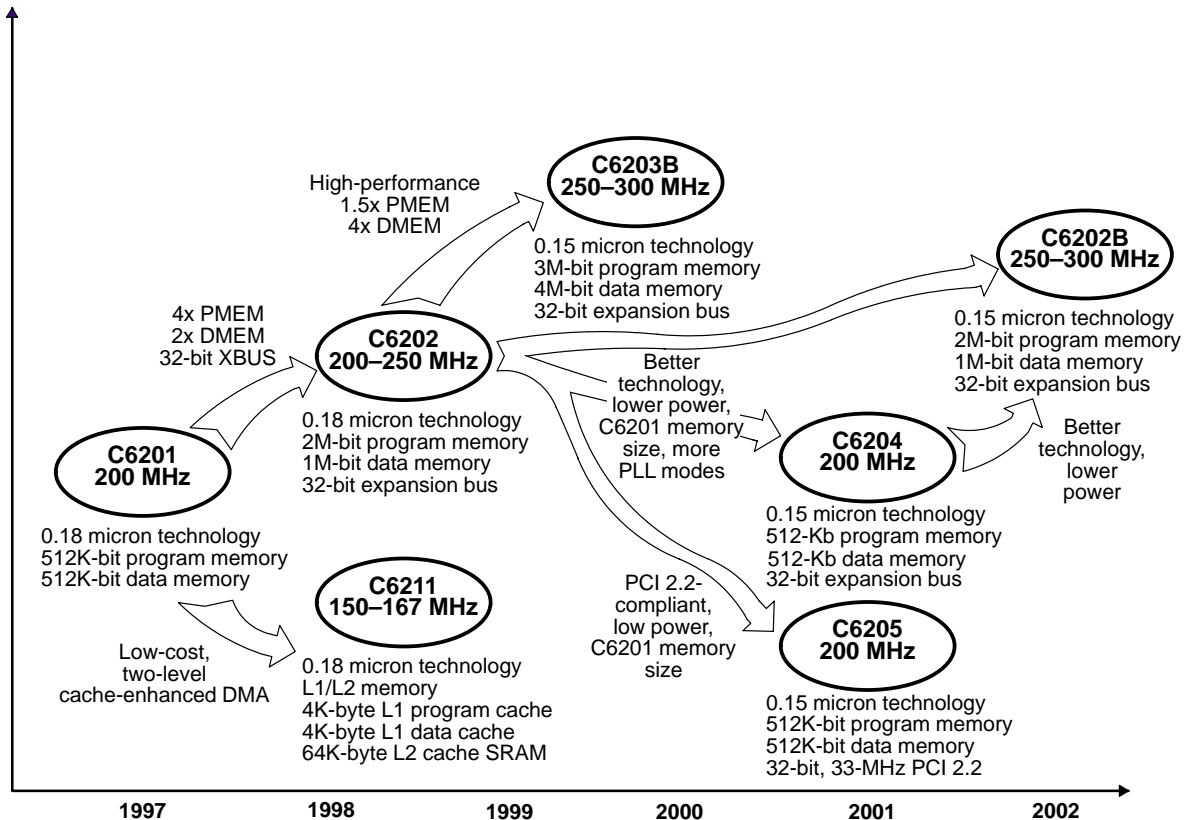 C6203B
250–300 MHz
High-performance
1.5x PMEM
4x DMEM
0.15 micron technology
3M-bit program memory
4M-bit data memory
32-bit expansion bus
C6202B
250–300 MHz
0.15 micron technology
2M-bit program memory
1M-bit data memory
32-bit expansion bus
4x PMEM
2x DMEM
32-bit XBUS
C6202
200–250 MHz
0.18 micron technology
2M-bit program memory
1M-bit data memory
32-bit expansion bus
Better
technology,
lower power,
C6201 memory
size, more
PLL modes
C6204
200 MHz
0.15 micron technology
512-Kb program memory
512-Kb data memory
32-bit expansion bus
Better
technology,
lower
power
C6201
200 MHz
0.18 micron technology
512K-bit program memory
512K-bit data memory
Low-cost,
two-level
cache-enhanced DMA
C6211
150–167 MHz
0.18 micron technology
L1/L2 memory
4K-byte L1 program cache
4K-byte L1 data cache
64K-byte L2 cache SRAM
PCI 2.2-
compliant,
low power,
C6201 memory
size
C6205
200 MHz
0.15 micron technology
512K-bit program memory
512K-bit data memory
32-bit, 33-MHz PCI 2.2
1997 1998 1999 2000 2001 2002